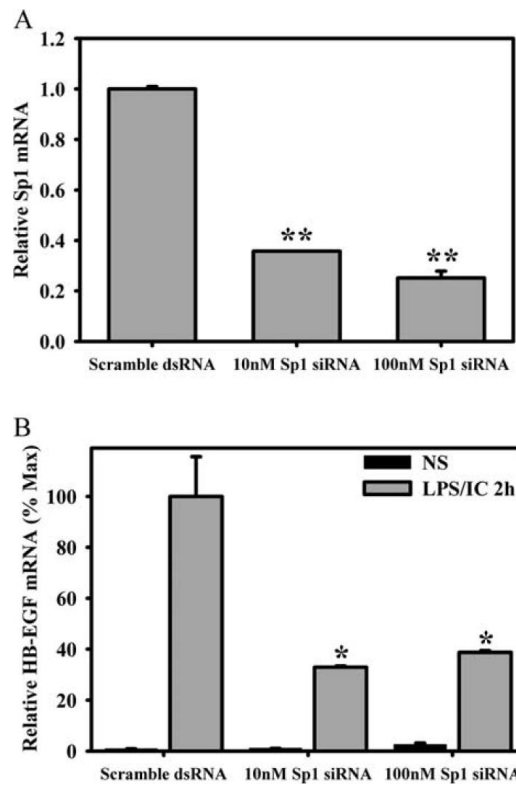 A
Relative Sp1 mRNA
1.2
1.0
0.8
0.6
0.4
0.2
0.0
**
**
Scramble dsRNA 10nM Sp1 siRNA 100nM Sp1 siRNA
B
Relative HB-EGF mRNA (% Max)
NS
LPS/IC 2h
100
80
60
40
20
0
*
*
Scramble dsRNA 10nM Sp1 siRNA 100nM Sp1 siRNA